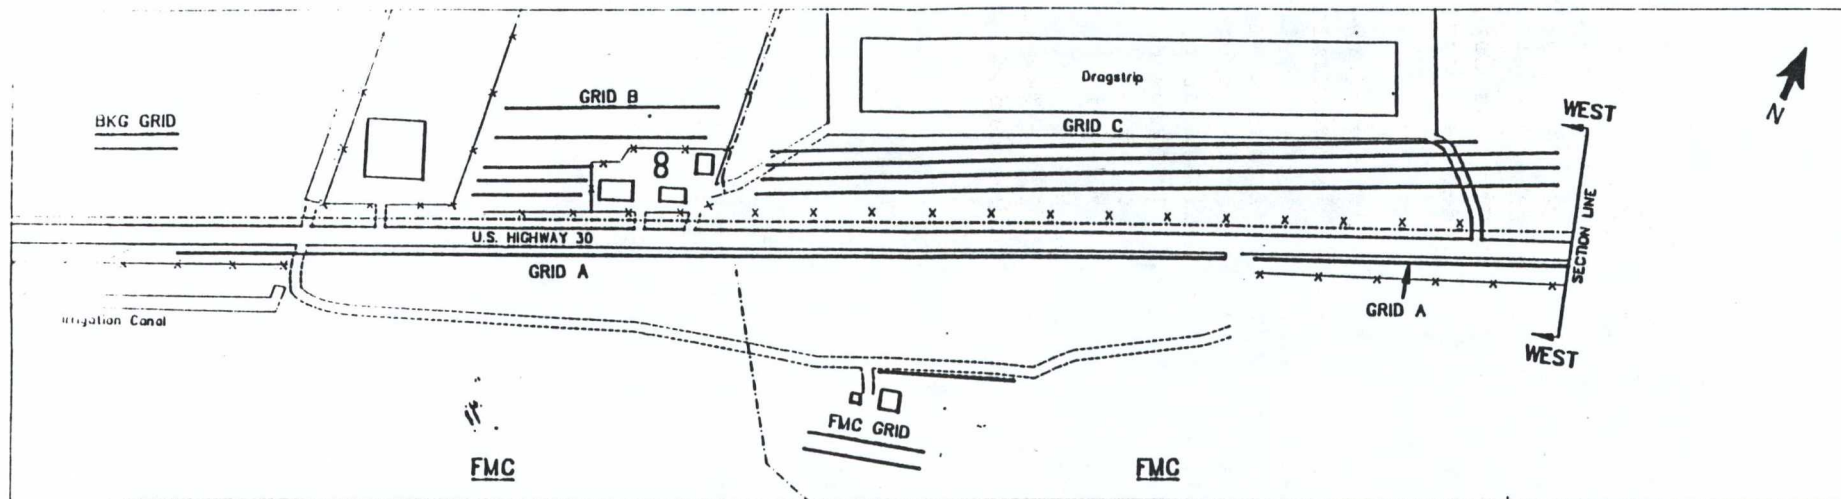 Dragstrip
GRID B
GRID C
WEST
N
BKG GRID
8
SECTION LINE
U.S. HIGHWAY 30
GRID A
GRID A
Irrigation Canal
WEST
FMC GRID
FMC
FMC